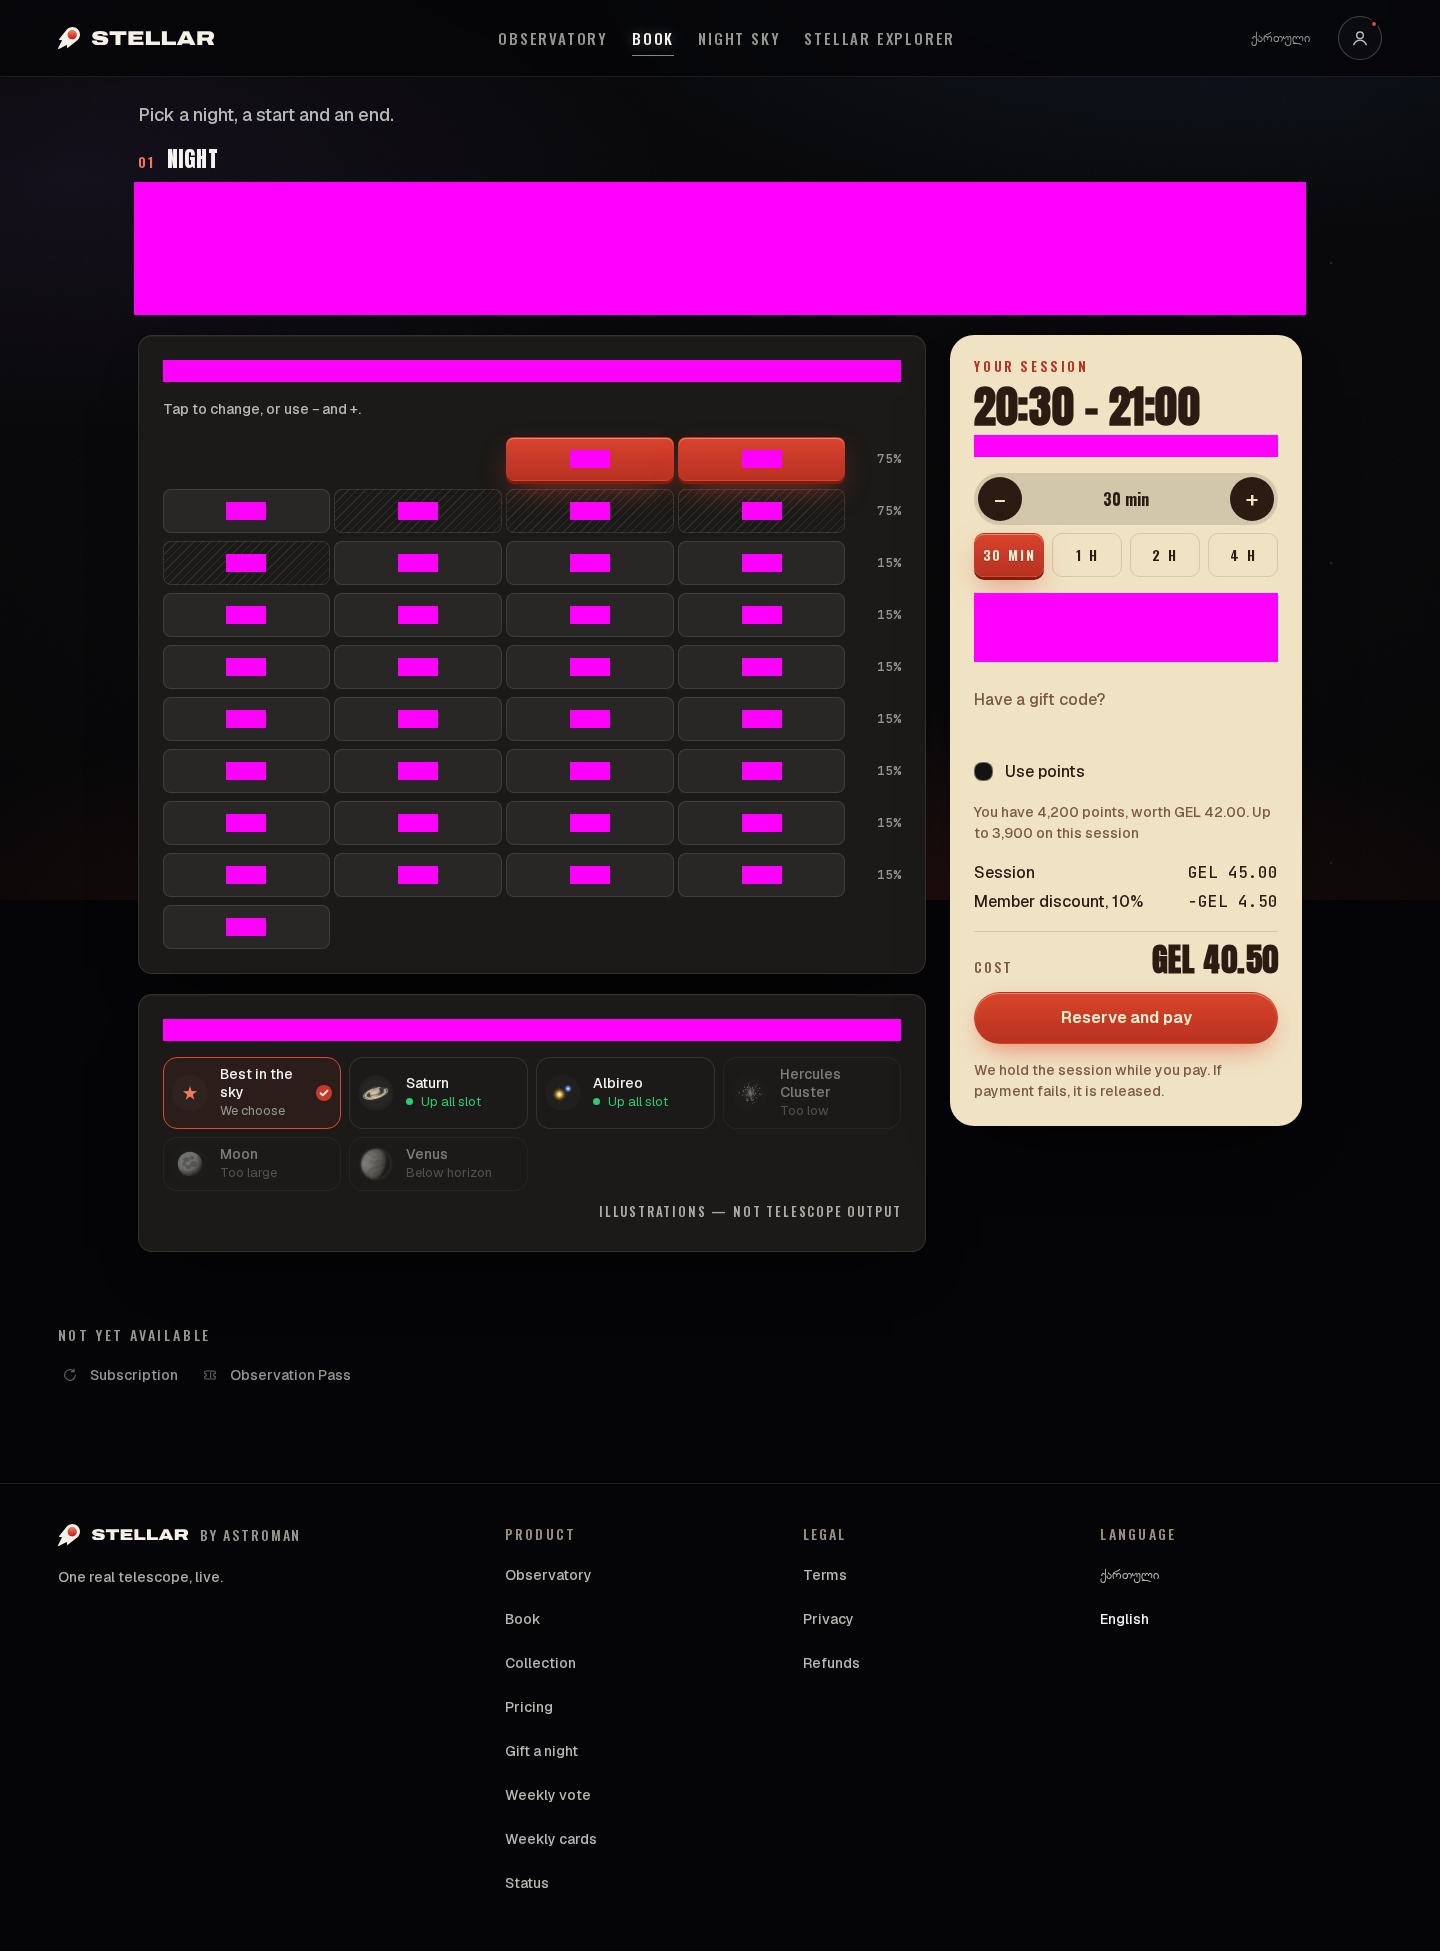 STELLAR
OBSERVATORY
BOOK
NIGHT SKY
STELLAR EXPLORER
ქართული
Pick a night, a start and an end.
01 NIGHT
Tap to change, or use – and +.
75%
75%
15%
15%
15%
15%
15%
15%
15%
YOUR SESSION
20:30 – 21:00
– 30 min +
30 MIN 1 H 2 H 4 H
Have a gift code?
Use points
You have 4,200 points, worth GEL 42.00. Up
to 3,900 on this session
Session GEL 45.00
Member discount, 10% -GEL 4.50
COST GEL 40.50
Reserve and pay
We hold the session while you pay. If
payment fails, it is released.
Best in the
sky
We choose
Saturn
Up all slot
Albireo
Up all slot
Hercules
Cluster
Too low
Moon
Too large
Venus
Below horizon
ILLUSTRATIONS — NOT TELESCOPE OUTPUT
NOT YET AVAILABLE
Subscription
Observation Pass
STELLAR BY ASTROMAN
One real telescope, live.
PRODUCT
Observatory
Book
Collection
Pricing
Gift a night
Weekly vote
Weekly cards
Status
LEGAL
Terms
Privacy
Refunds
LANGUAGE
ქართული
English